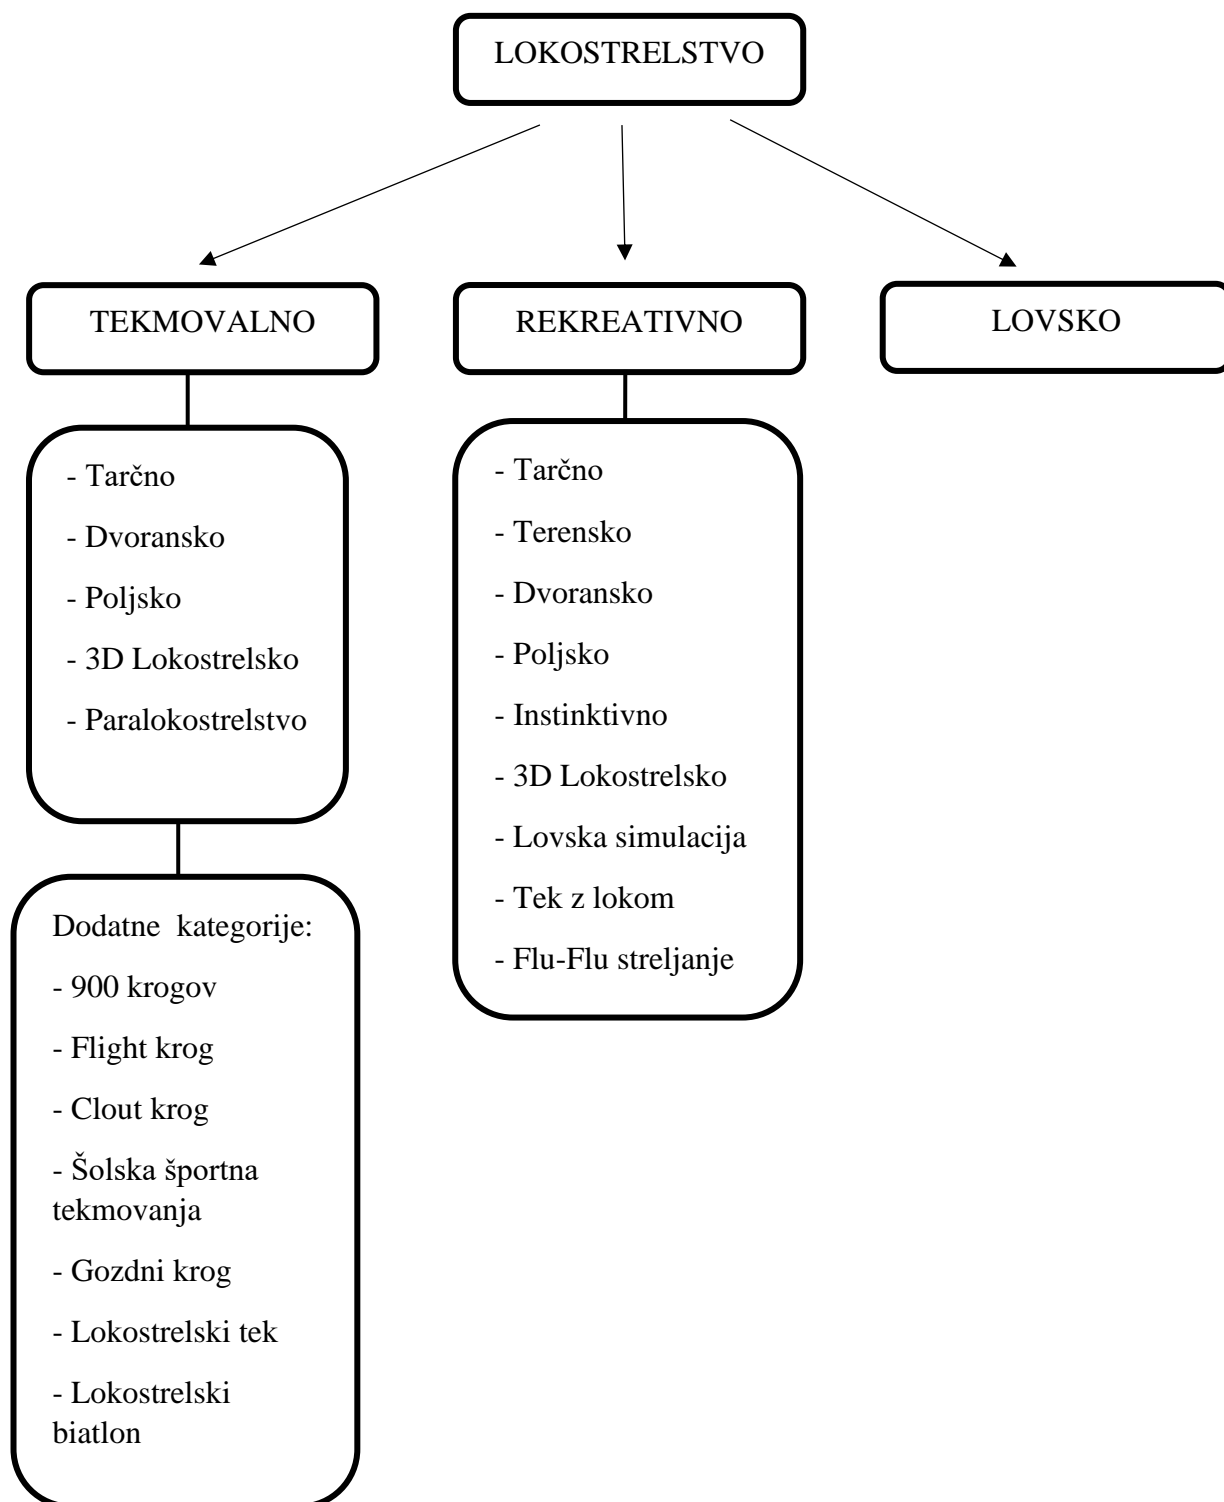 LOKOSTRELSTVO
TEKMOVALNO
REKREATIVNO
LOVSKO
- Tarčno
- Dvoransko
- Poljsko
- 3D Lokostrelsko
- Paralokostrelstvo
Dodatne kategorije:
- 900 krogov
- Flight krog
- Clout krog
- Šolska športna
tekmovanja
- Gozdni krog
- Lokostrelski tek
- Lokostrelski
biatlon
- Tarčno
- Terensko
- Dvoransko
- Poljsko
- Instinktivno
- 3D Lokostrelsko
- Lovska simulacija
- Tek z lokom
- Flu-Flu streljanje